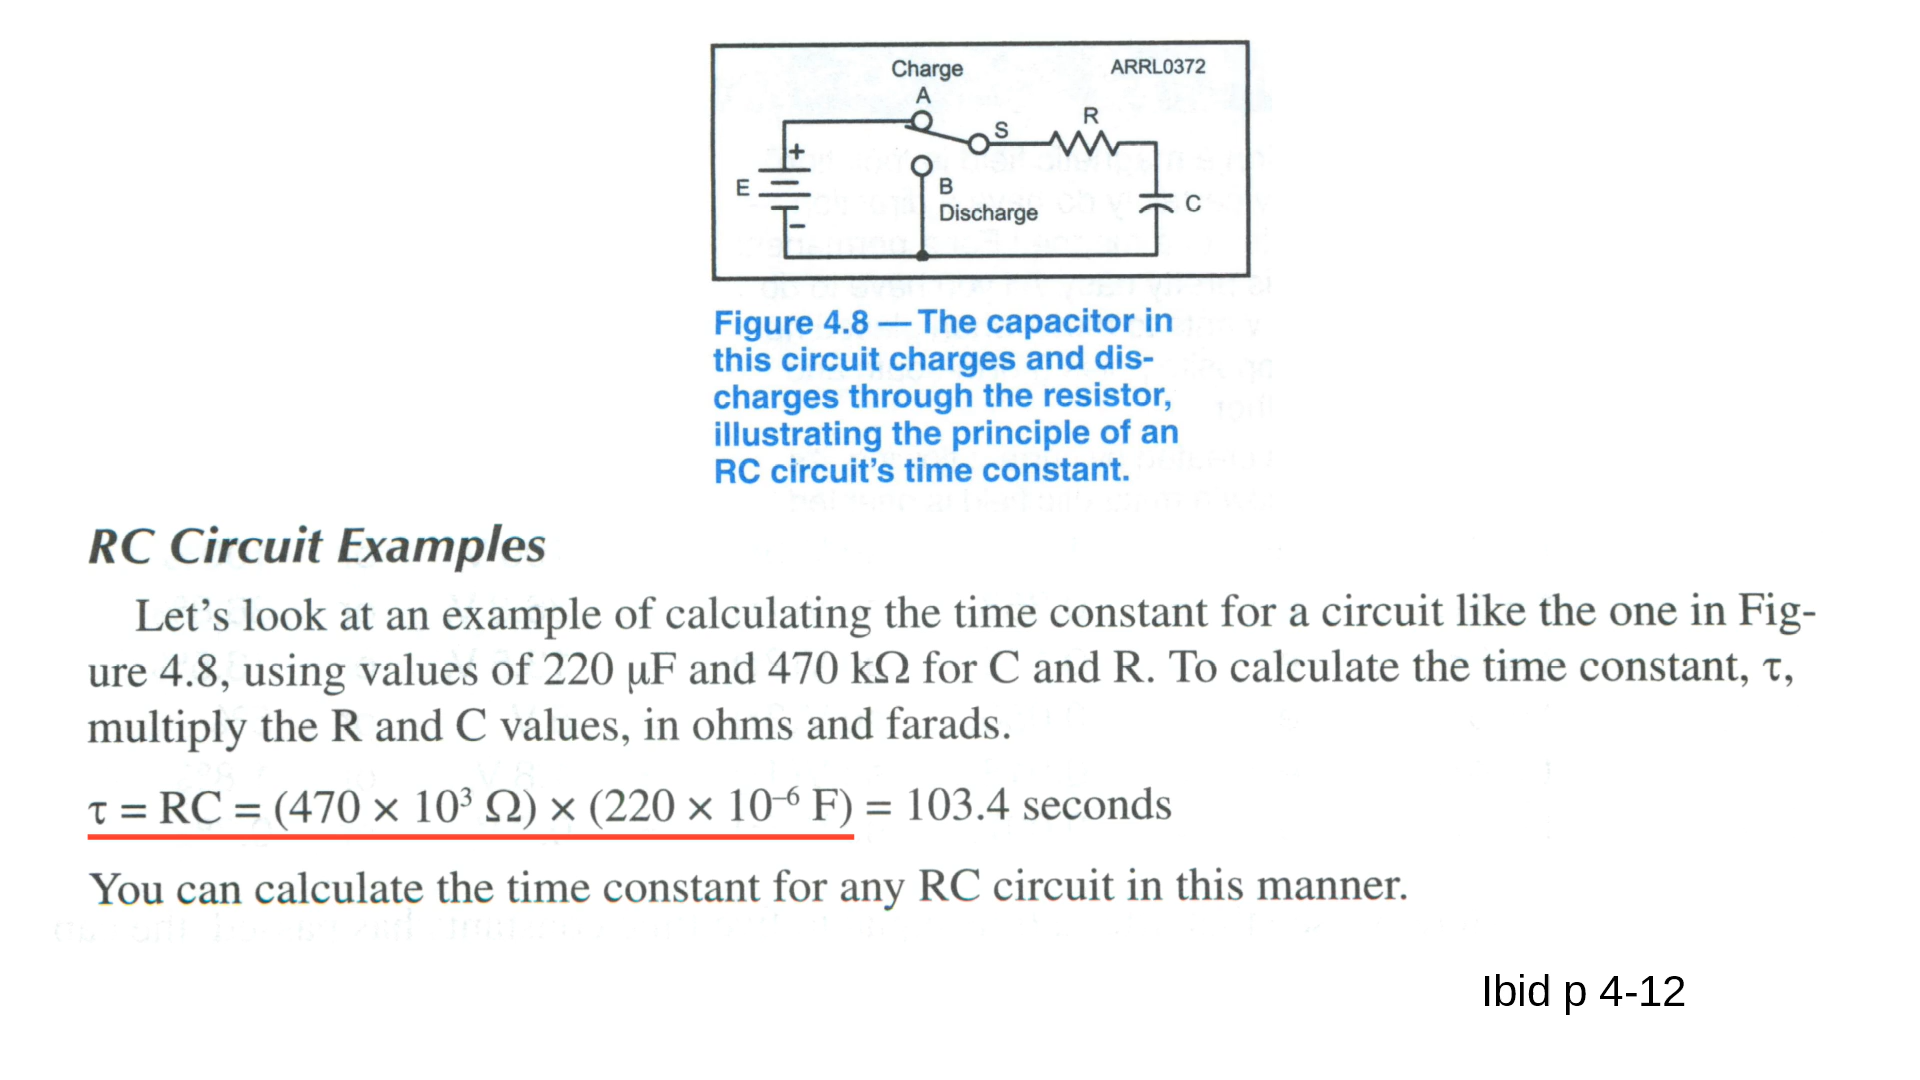 Charge
ARRL0372
A
S
R
+
E
B
Discharge
C
−
Figure 4.8 — The capacitor in
this circuit charges and dis-
charges through the resistor,
illustrating the principle of an
RC circuit’s time constant.
RC Circuit Examples
Let’s look at an example of calculating the time constant for a circuit like the one in Fig-
ure 4.8, using values of 220 μF and 470 kΩ for C and R. To calculate the time constant, τ,
multiply the R and C values, in ohms and farads.
τ = RC = (470 × 10³ Ω) × (220 × 10⁻⁶ F) = 103.4 seconds
You can calculate the time constant for any RC circuit in this manner.
Ibid p 4-12